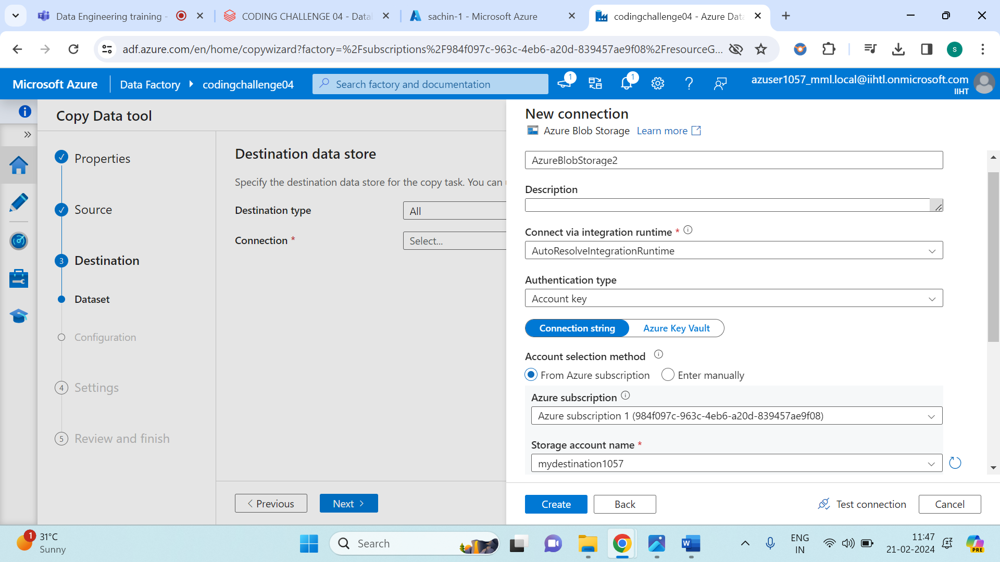 Data Engineering training -
CODING CHALLENGE 04 - Datal
sachin-1 - Microsoft Azure
codingchallenge04 - Azure Data
adf.azure.com/en/home/copywizard?factory=%2Fsubscriptions%2F984f097c-963c-4eb6-a20d-839457ae9f08%2FresourceG...
s
Microsoft Azure
Data Factory
codingchallenge04
Search factory and documentation
1
1
azuser1057_mml.local@iihtl.onmicrosoft.com
IIHT
Copy Data tool
Properties
Source
3 Destination
Dataset
Configuration
4 Settings
5 Review and finish
Destination data store
Specify the destination data store for the copy task. You can
Destination type
All
Connection *
Select...
Previous
Next
New connection
Azure Blob Storage Learn more
AzureBlobStorage2
Description
Connect via integration runtime *
AutoResolveIntegrationRuntime
Authentication type
Account key
Connection string
Azure Key Vault
Account selection method
From Azure subscription
Enter manually
Azure subscription
Azure subscription 1 (984f097c-963c-4eb6-a20d-839457ae9f08)
Storage account name *
mydestination1057
Create
Back
Test connection
Cancel
1
31°C
Sunny
Search
W
ENG
IN
11:47
21-02-2024
PRE